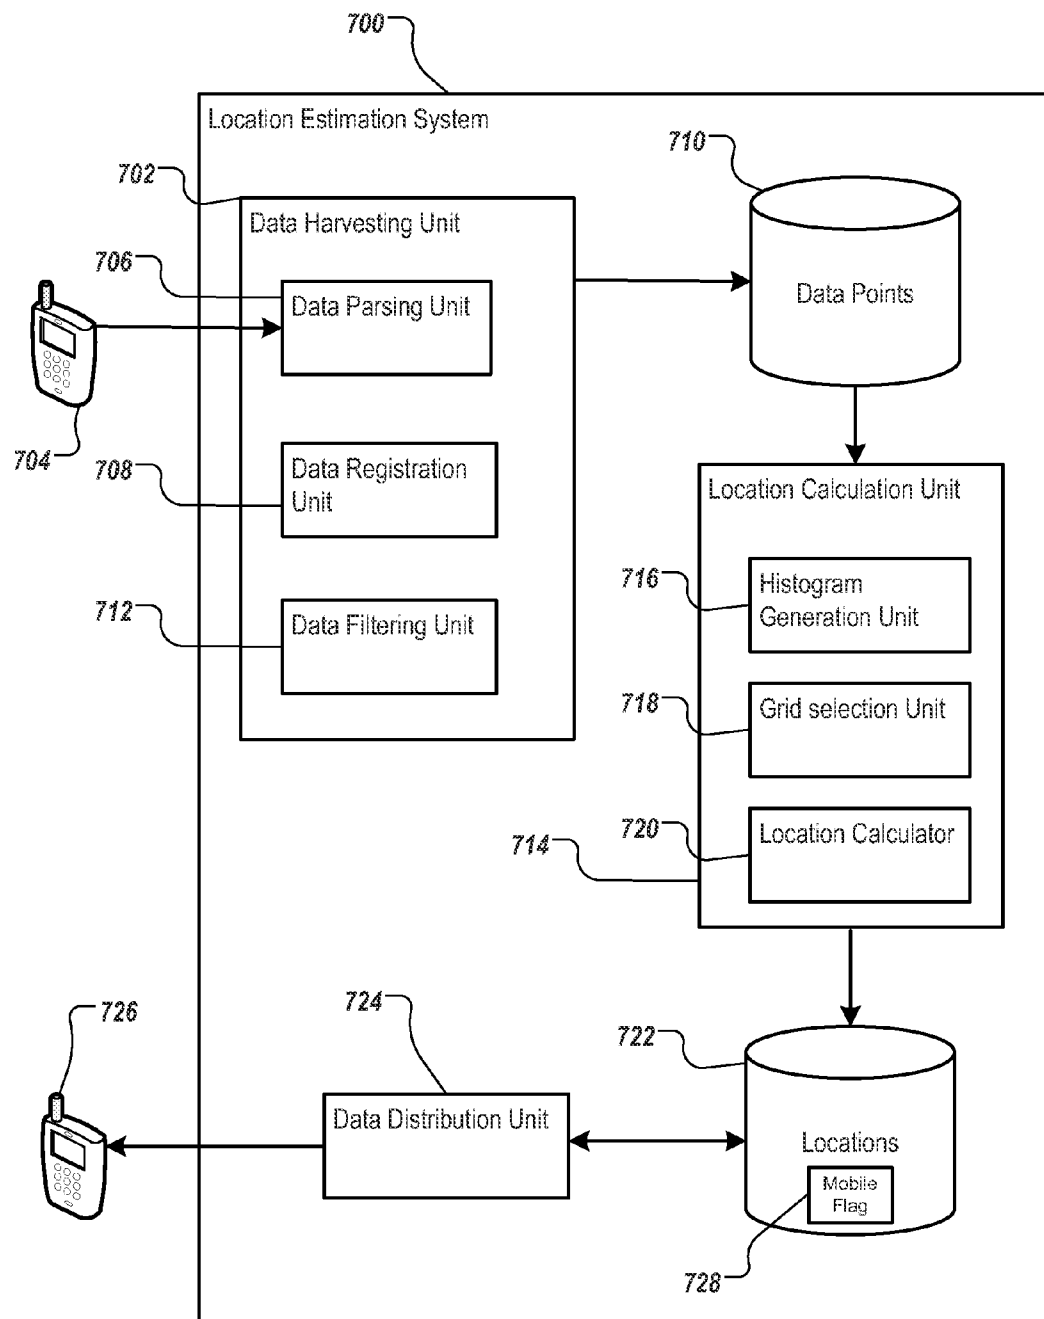 700
Location Estimation System
710
702
Data Harvesting Unit
706
Data Parsing Unit
Data Points
704
708
Data Registration
Unit
Location Calculation Unit
716
Histogram
Generation Unit
712
Data Filtering Unit
718
Grid selection Unit
720
Location Calculator
714
726
724
722
Data Distribution Unit
Locations
Mobile
Flag
728